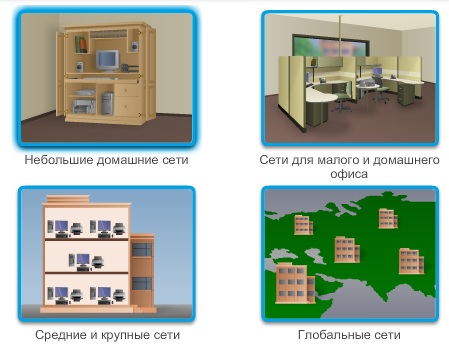 Небольшие домашние сети
Сети для малого и домашнего
офиса
Средние и крупные сети
Глобальные сети